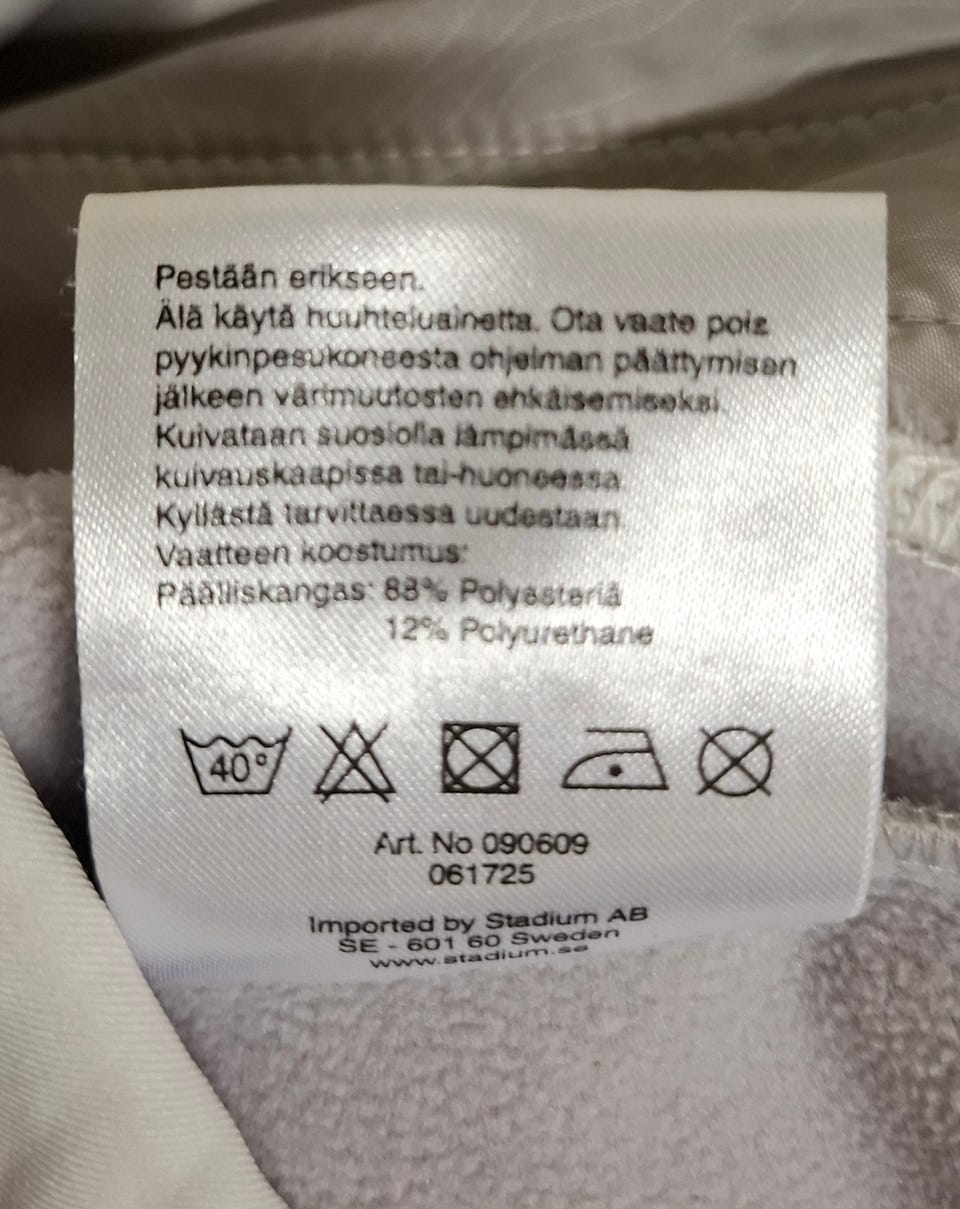 Pestään erikseen.
Älä käytä huuhteluainetta. Ota vaate pois
pyykinpesukoneesta ohjelman päättymisen
jälkeen värimuutosten ehkäisemiseksi.
Kuivataan suosiolla lämpimässä
kuivauskaapissa tai-huoneessa
Kyllästä tarvittaessa uudestaan
Vaatteen koostumus:
Päälliskangas: 88% Polyesteriä
12% Polyurethane
40°
Art. No 090609
061725
Imported by Stadium AB
SE - 601 60 Sweden
www.stadium.se